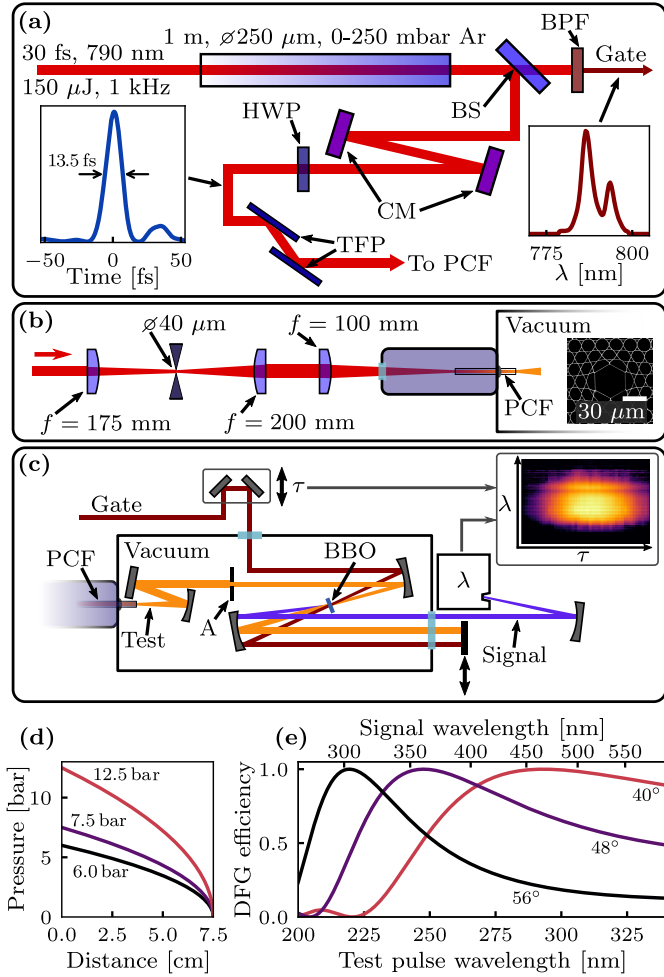 (a)
30 fs, 790 nm
150 μJ, 1 kHz
1 m, ⌀250 μm, 0-250 mbar Ar
BPF
Gate
BS
HWP
CM
TFP
To PCF
13.5 fs
−50 0 50
Time [fs]
775 800
λ [nm]
(b)
⌀40 μm
f = 100 mm
Vacuum
f = 175 mm
f = 200 mm
PCF
30 μm
(c)
Gate
τ
λ
τ
PCF
Vacuum
BBO
λ
Test
A
Signal
(d)
Pressure [bar]
10
5
0
12.5 bar
7.5 bar
6.0 bar
0.0 2.5 5.0 7.5
Distance [cm]
(e)
Signal wavelength [nm]
300 350 400 450 500 550
DFG efficiency
1.0
0.5
0.0
40°
48°
56°
200 225 250 275 300 325
Test pulse wavelength [nm]